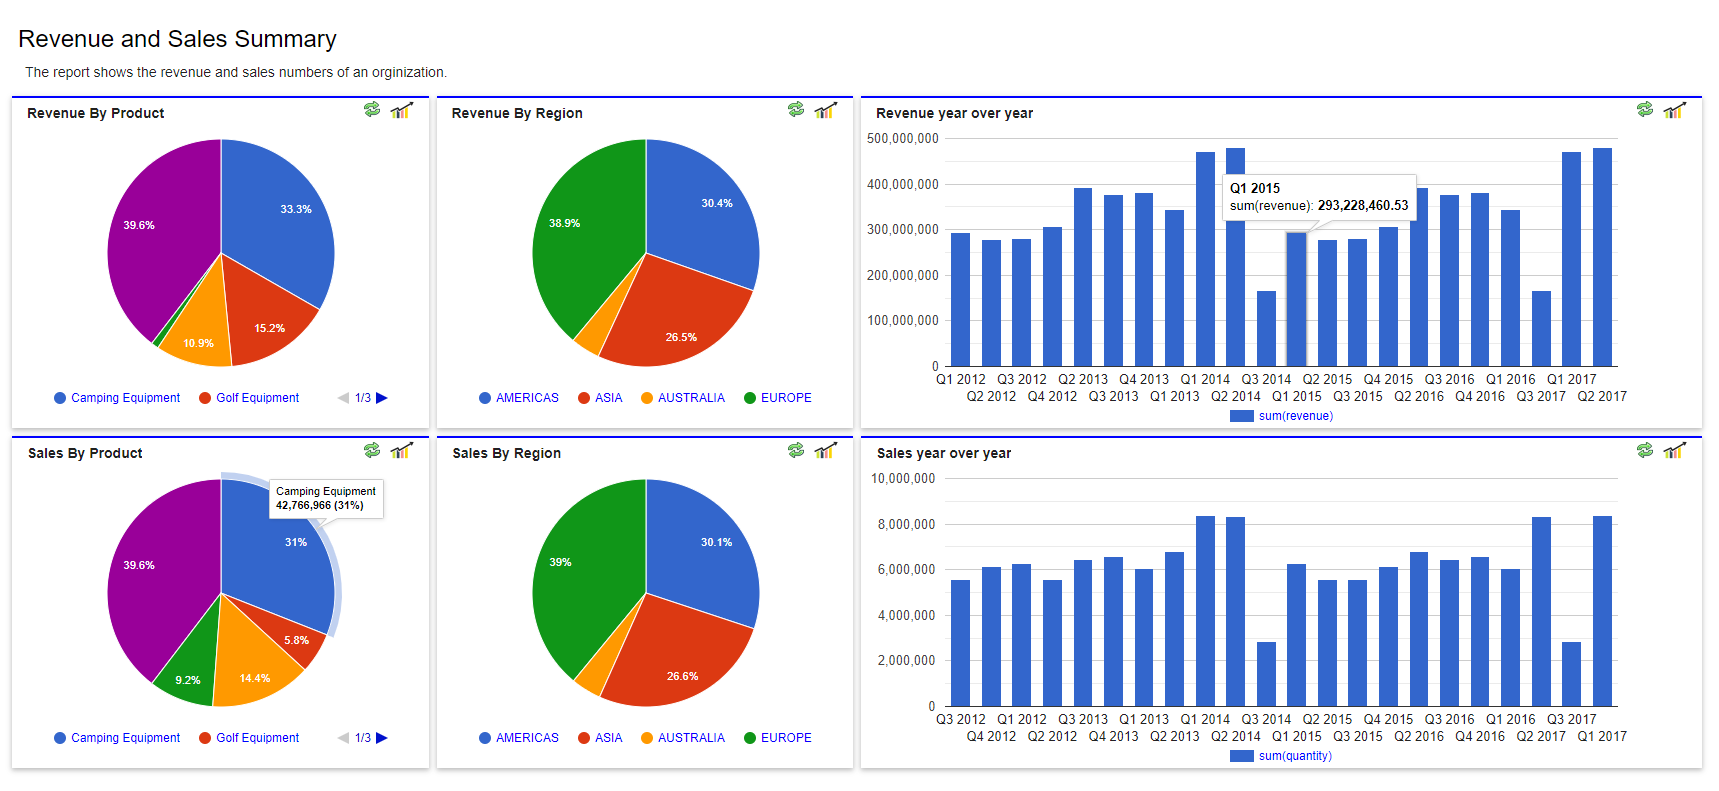 Revenue and Sales Summary
The report shows the revenue and sales numbers of an orginization.
Revenue By Product
33.3%
39.6%
15.2%
10.9%
Camping Equipment
Golf Equipment
1/3
Revenue By Region
30.4%
38.9%
26.5%
AMERICAS
ASIA
AUSTRALIA
EUROPE
Revenue year over year
500,000,000
400,000,000
300,000,000
200,000,000
100,000,000
0
Q1 2015
sum(revenue): 293,228,460.53
Q1 2012 Q3 2012 Q2 2013 Q4 2013 Q1 2014 Q3 2014 Q2 2015 Q4 2015 Q3 2016 Q1 2016 Q1 2017
Q2 2012 Q4 2012 Q3 2013 Q1 2013 Q2 2014 Q1 2015 Q3 2015 Q2 2016 Q4 2016 Q3 2017 Q2 2017
sum(revenue)
Sales By Product
Camping Equipment
42,766,966 (31%)
31%
39.6%
5.8%
14.4%
9.2%
Camping Equipment
Golf Equipment
1/3
Sales By Region
30.1%
39%
26.6%
AMERICAS
ASIA
AUSTRALIA
EUROPE
Sales year over year
10,000,000
8,000,000
6,000,000
4,000,000
2,000,000
0
Q3 2012 Q1 2012 Q2 2013 Q1 2013 Q1 2014 Q3 2014 Q2 2015 Q4 2015 Q2 2016 Q1 2016 Q3 2017
Q4 2012 Q2 2012 Q3 2013 Q2 2013 Q2 2014 Q1 2015 Q3 2015 Q3 2016 Q4 2016 Q2 2017 Q1 2017
sum(quantity)